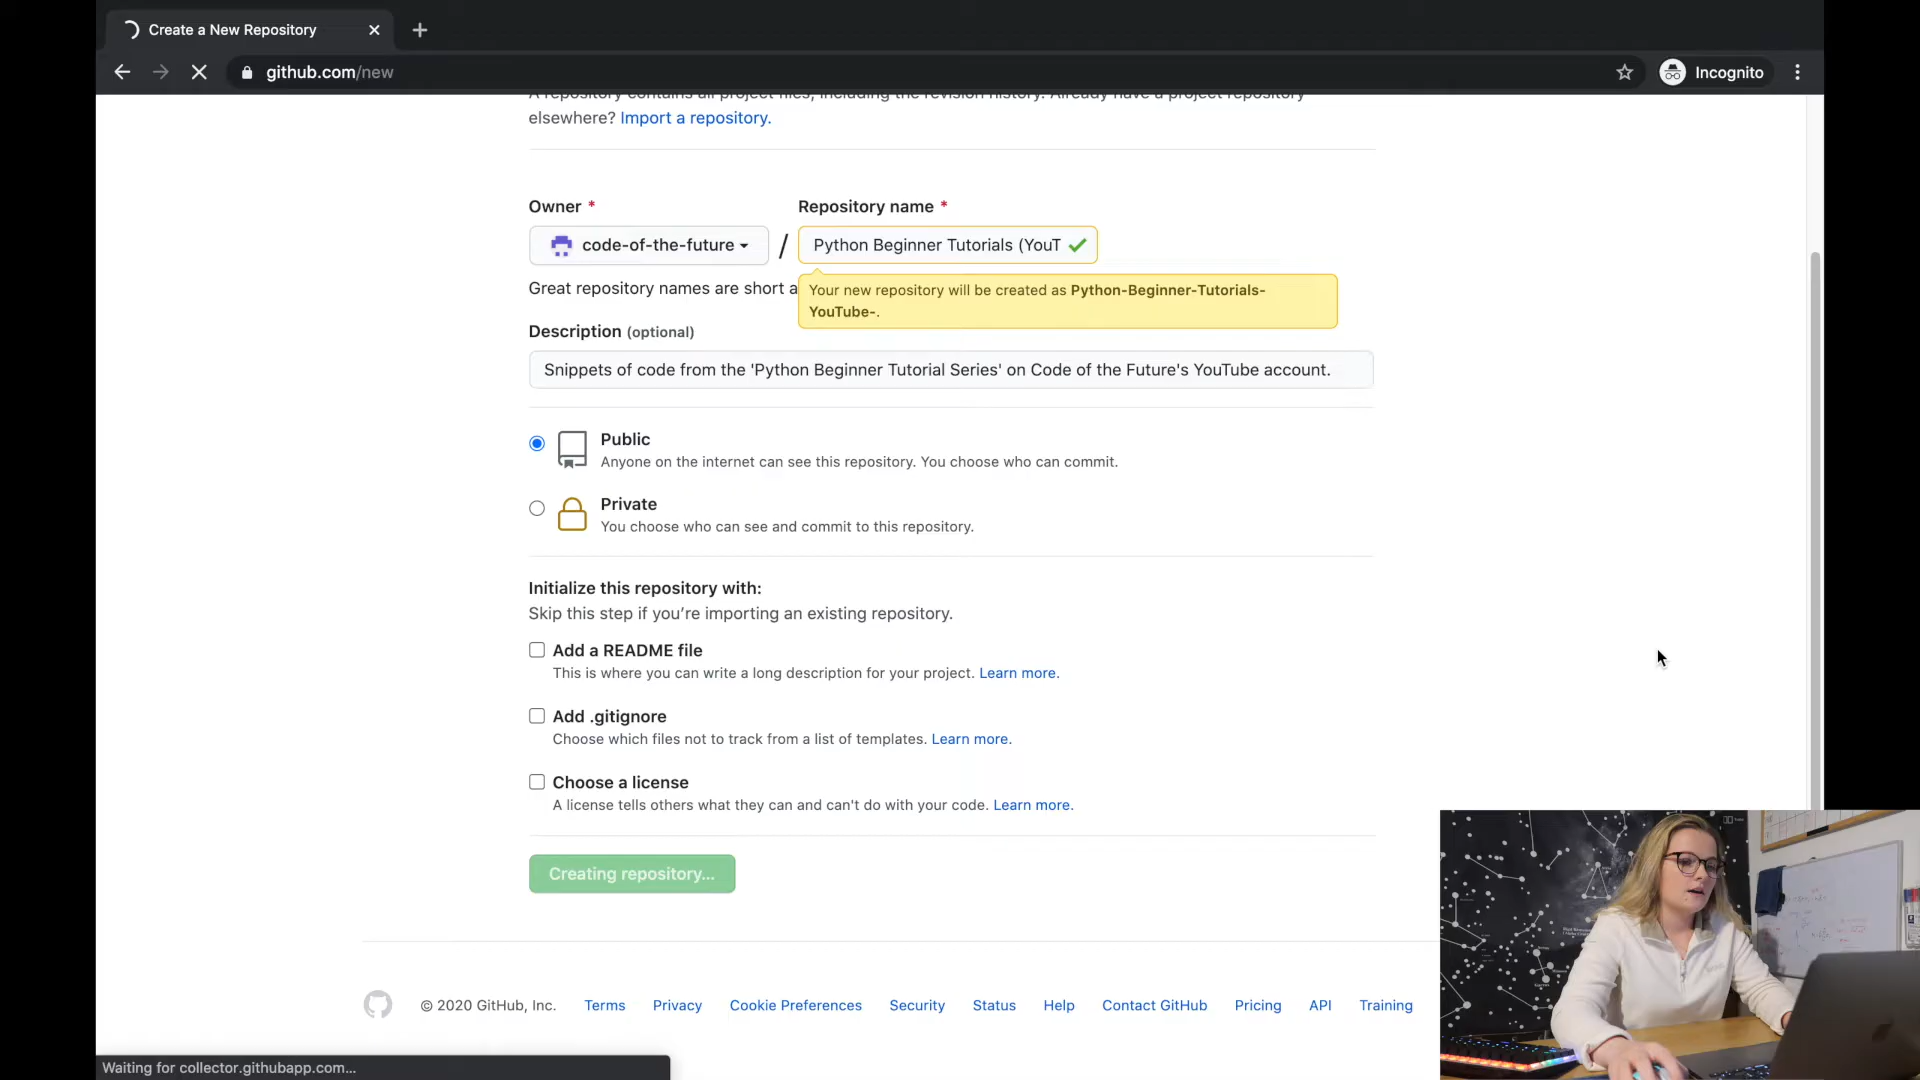 Create a New Repository
github.com/new
Incognito
A repository contains all project files, including the revision history. Already have a project repository
elsewhere? Import a repository.
Owner *
Repository name *
code-of-the-future
/
Python Beginner Tutorials (YouT
Great repository names are short a
Your new repository will be created as Python-Beginner-Tutorials-
YouTube-.
Description (optional)
Snippets of code from the 'Python Beginner Tutorial Series' on Code of the Future's YouTube account.
Public
Anyone on the internet can see this repository. You choose who can commit.
Private
You choose who can see and commit to this repository.
Initialize this repository with:
Skip this step if you’re importing an existing repository.
Add a README file
This is where you can write a long description for your project. Learn more.
Add .gitignore
Choose which files not to track from a list of templates. Learn more.
Choose a license
A license tells others what they can and can't do with your code. Learn more.
Creating repository...
© 2020 GitHub, Inc. Terms Privacy Cookie Preferences Security Status Help Contact GitHub Pricing API Training
Waiting for collector.githubapp.com...